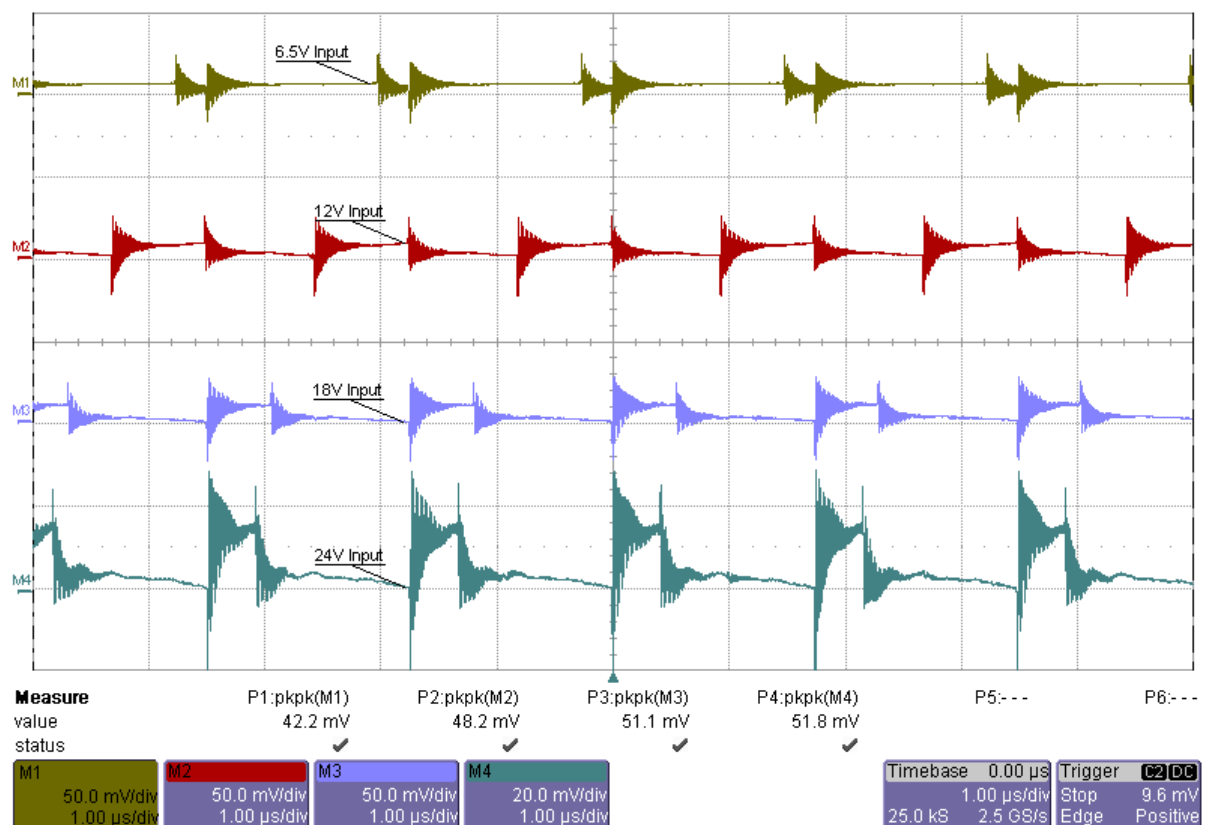 6.5V Input
M1
12V Input
M2
18V Input
M3
24V Input
M4
Measure P1:pkpk(M1) P2:pkpk(M2) P3:pkpk(M3) P4:pkpk(M4) P5:- - - P6:- - -
value 42.2 mV 48.2 mV 51.1 mV 51.8 mV
status ✔ ✔ ✔ ✔
M1 M2 M3 M4 Timebase 0.00 µs Trigger C2 DC
50.0 mV/div 50.0 mV/div 50.0 mV/div 20.0 mV/div 1.00 µs/div Stop 9.6 mV
1.00 µs/div 1.00 µs/div 1.00 µs/div 1.00 µs/div 25.0 kS 2.5 GS/s Edge Positive